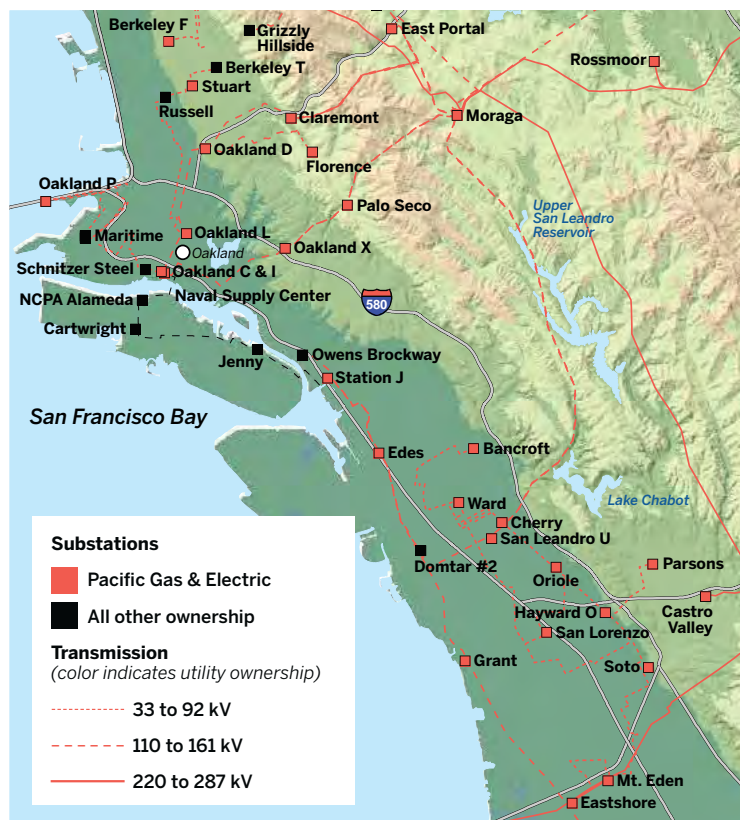 Berkeley F
Grizzly
Hillside
East Portal
Berkeley T
Rossmoor
Stuart
Russell
Claremont
Moraga
Oakland D
Florence
Oakland P
Palo Seco
Upper
San Leandro
Reservoir
Maritime
Oakland L
Oakland
Oakland X
Schnitzer Steel
Oakland C & I
NCPA Alameda
Naval Supply Center
580
Cartwright
Jenny
Owens Brockway
Station J
San Francisco Bay
Edes
Bancroft
Ward
Lake Chabot
Cherry
San Leandro U
Domtar #2
Oriole
Parsons
Hayward O
Castro
Valley
San Lorenzo
Grant
Soto
Mt. Eden
Eastshore
Substations
Pacific Gas & Electric
All other ownership
Transmission
(color indicates utility ownership)
33 to 92 kV
110 to 161 kV
220 to 287 kV